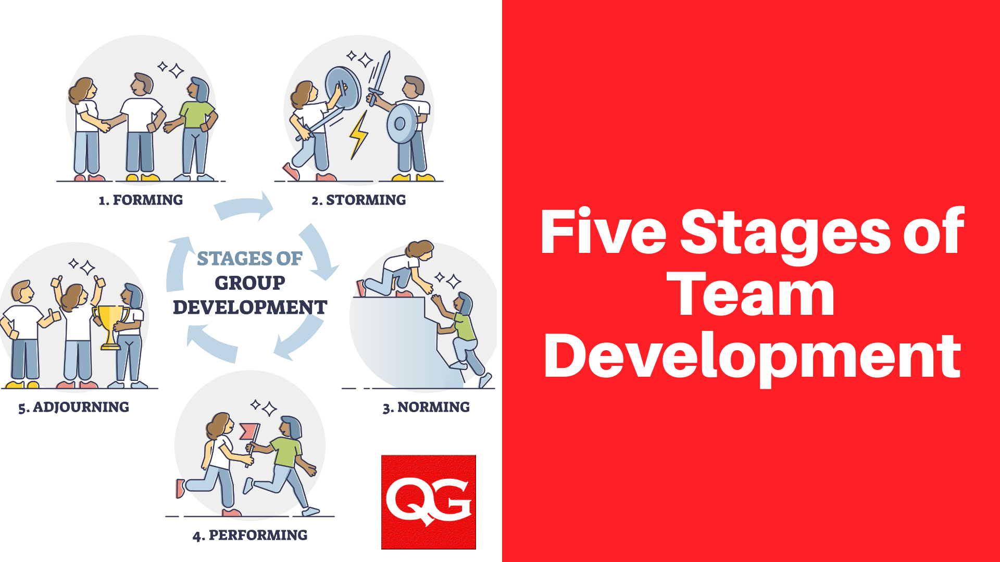 1. FORMING
2. STORMING
STAGES OF
GROUP
DEVELOPMENT
5. ADJOURNING
3. NORMING
4. PERFORMING
QG
Five Stages of
Team
Development